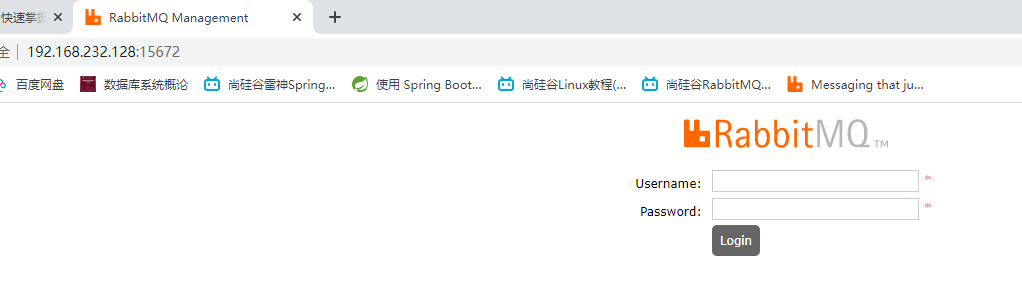 快速掌握 RabbitMQ Management
全 192.168.232.128:15672
百度网盘 数据库系统概论 尚硅谷雷神Spring... 使用 Spring Boot... 尚硅谷Linux教程(... 尚硅谷RabbitMQ... Messaging that ju...
RabbitMQ™
Username: *
Password: *
Login